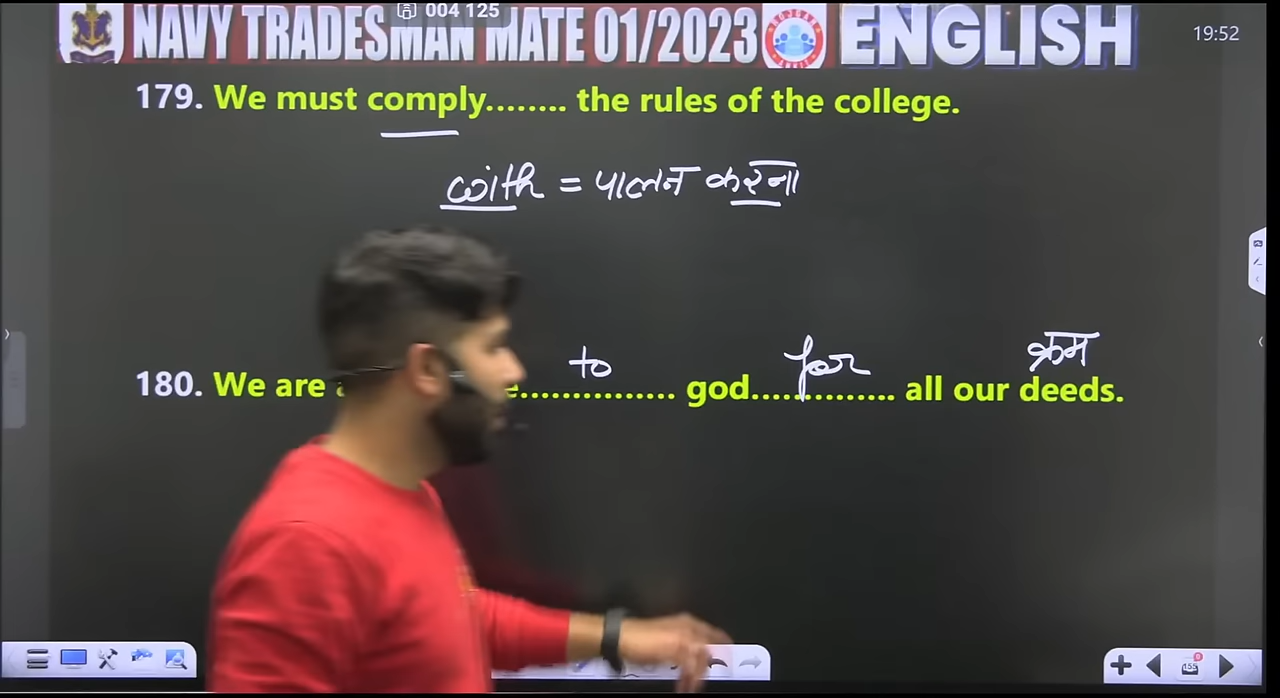 004 125
NAVY TRADESMAN MATE 01/2023 ENGLISH
19:52
179. We must comply........ the rules of the college.
with = पालन करना
to for क्रम
180. We are e............... god.............. all our deeds.
155